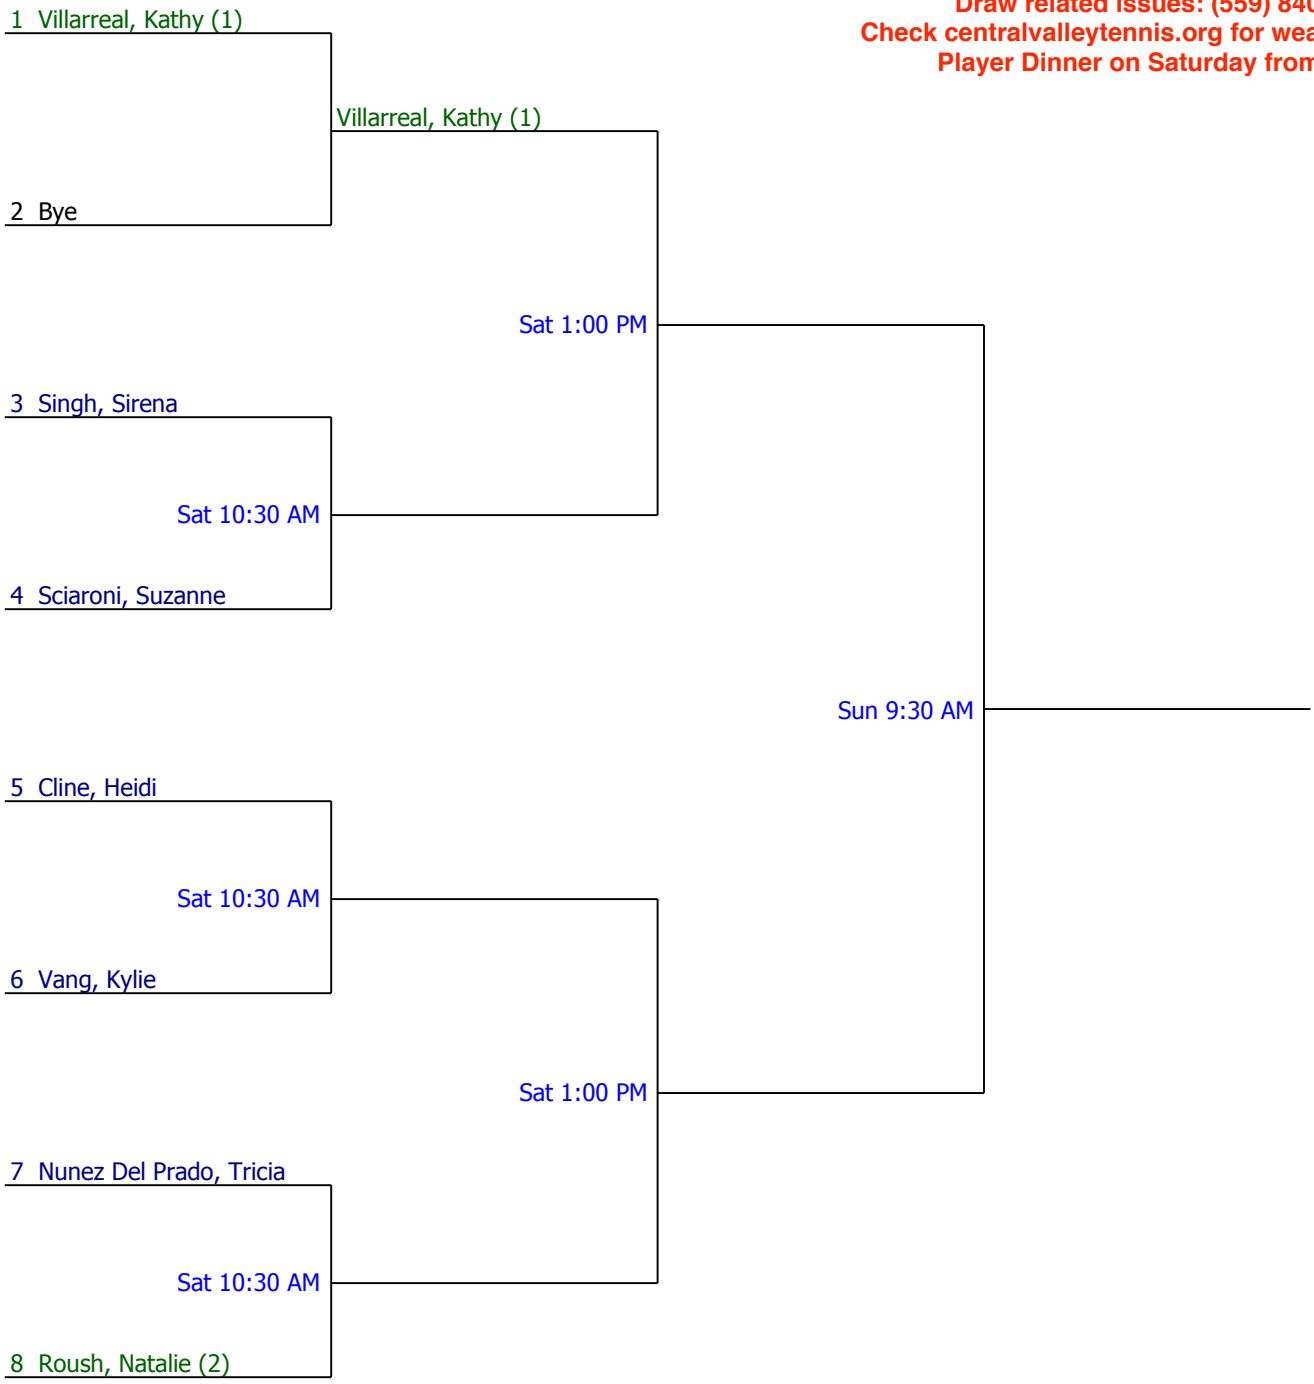 Draw related issues: (559) 840
Check centralvalleytennis.org for wea
Player Dinner on Saturday from
1 Villarreal, Kathy (1)
Villarreal, Kathy (1)
2 Bye
Sat 1:00 PM
3 Singh, Sirena
Sat 10:30 AM
4 Sciaroni, Suzanne
Sun 9:30 AM
5 Cline, Heidi
Sat 10:30 AM
6 Vang, Kylie
Sat 1:00 PM
7 Nunez Del Prado, Tricia
Sat 10:30 AM
8 Roush, Natalie (2)